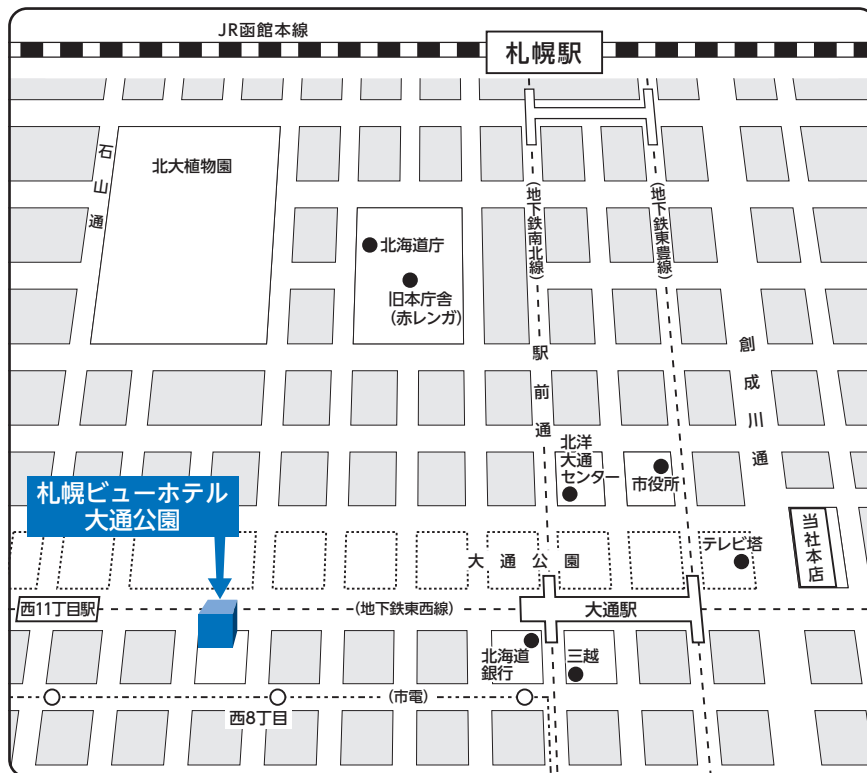 JR函館本線
札幌駅
石山通
北大植物園
(地下鉄南北線)
(地下鉄東豊線)
北海道庁
旧本庁舎
(赤レンガ)
駅前通
創成川通
北洋
大通
センター
市役所
札幌ビューホテル
大通公園
大通公園
テレビ塔
当社本店
西11丁目駅
(地下鉄東西線)
大通駅
北海道
銀行
三越
(市電)
西8丁目